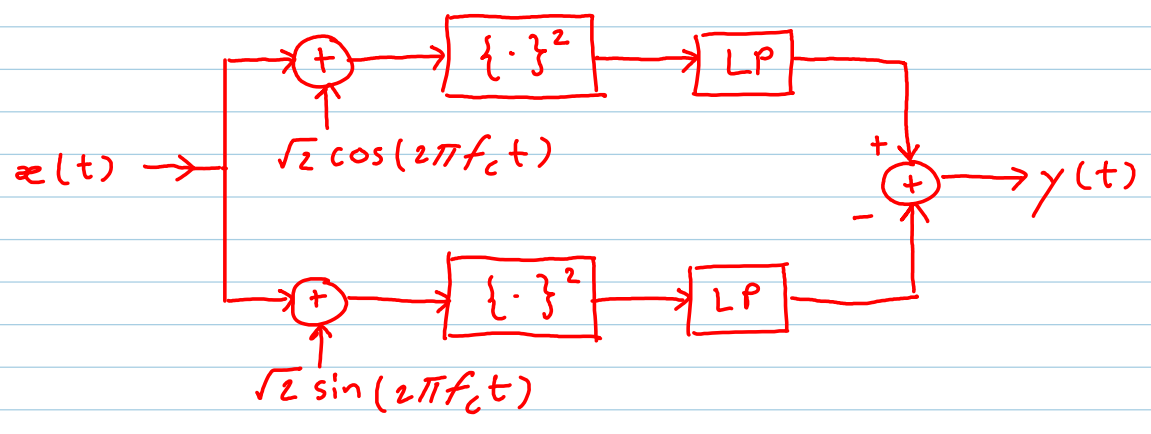 + { · }² LP
√2 cos(2πf_c t)
+
x(t) + y(t)
−
+ { · }² LP
√2 sin(2πf_c t)